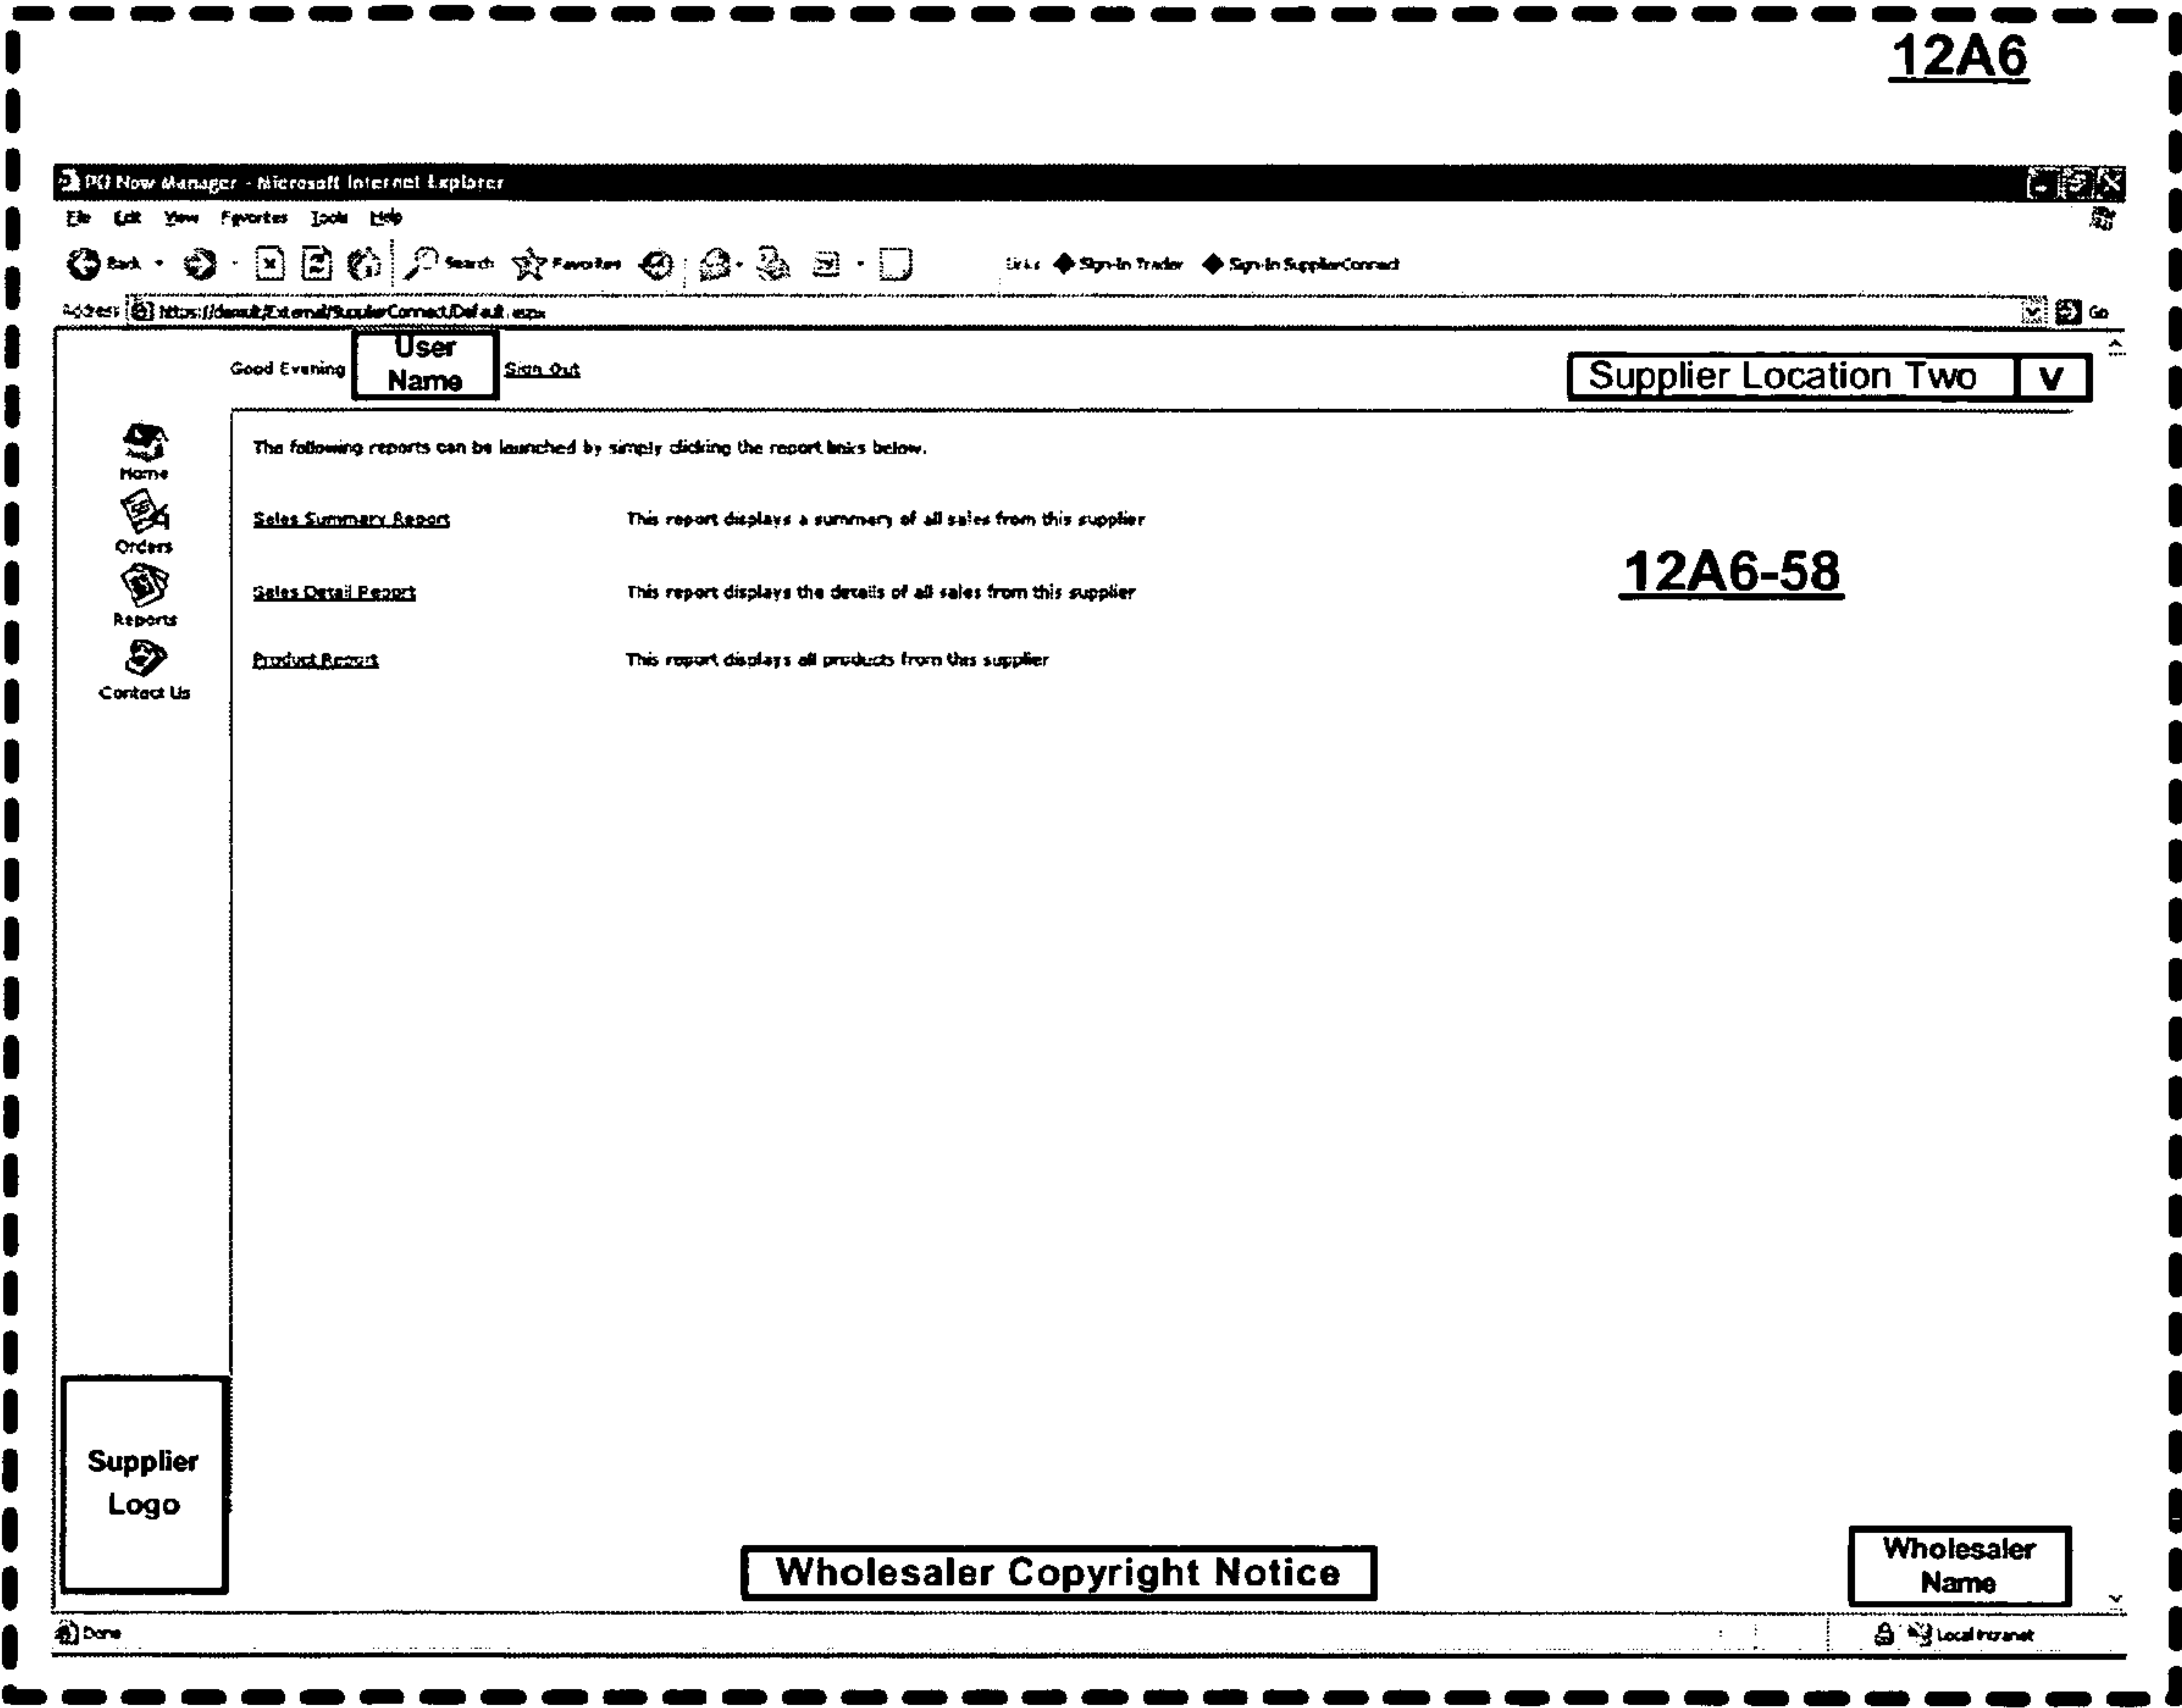 12A6
PO Now Manager - Microsoft Internet Explorer
File Edit View Favorites Tools Help
Back Search Favorites Links Sign-In Trader Sign-In SupplierConnect
Address Go
Good Evening User Name Sign Out Supplier Location Two V
Home
Orders
Reports
Contact Us
The following reports can be launched by simply clicking the report links below.
Sales Summary Report This report displays a summary of all sales from this supplier
Sales Detail Report This report displays the details of all sales from this supplier
Product Report This report displays all products from this supplier
12A6-58
Supplier
Logo
Wholesaler Copyright Notice
Wholesaler
Name
Done Local intranet